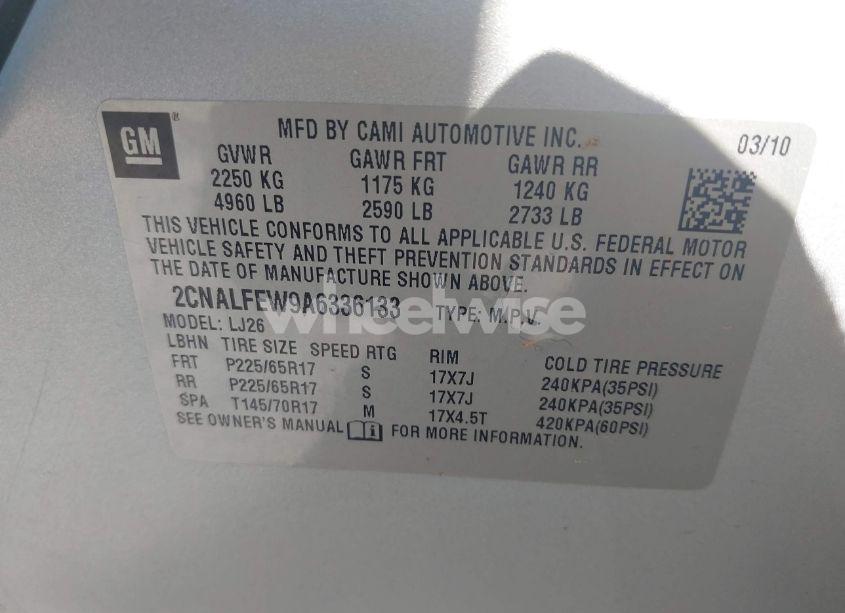 GM
®
MFD BY CAMI AUTOMOTIVE INC.
03/10
GVWR GAWR FRT GAWR RR
2250 KG 1175 KG 1240 KG
4960 LB 2590 LB 2733 LB
THIS VEHICLE CONFORMS TO ALL APPLICABLE U.S. FEDERAL MOTOR
VEHICLE SAFETY AND THEFT PREVENTION STANDARDS IN EFFECT ON
THE DATE OF MANUFACTURE SHOWN ABOVE.
2CNALFEW9A6336133 TYPE: M.P.V.
MODEL: LJ26
LBHN TIRE SIZE SPEED RTG RIM COLD TIRE PRESSURE
FRT P225/65R17 S 17X7J 240KPA(35PSI)
RR P225/65R17 S 17X7J 240KPA(35PSI)
SPA T145/70R17 M 17X4.5T 420KPA(60PSI)
SEE OWNER'S MANUAL FOR MORE INFORMATION.
wheelwise